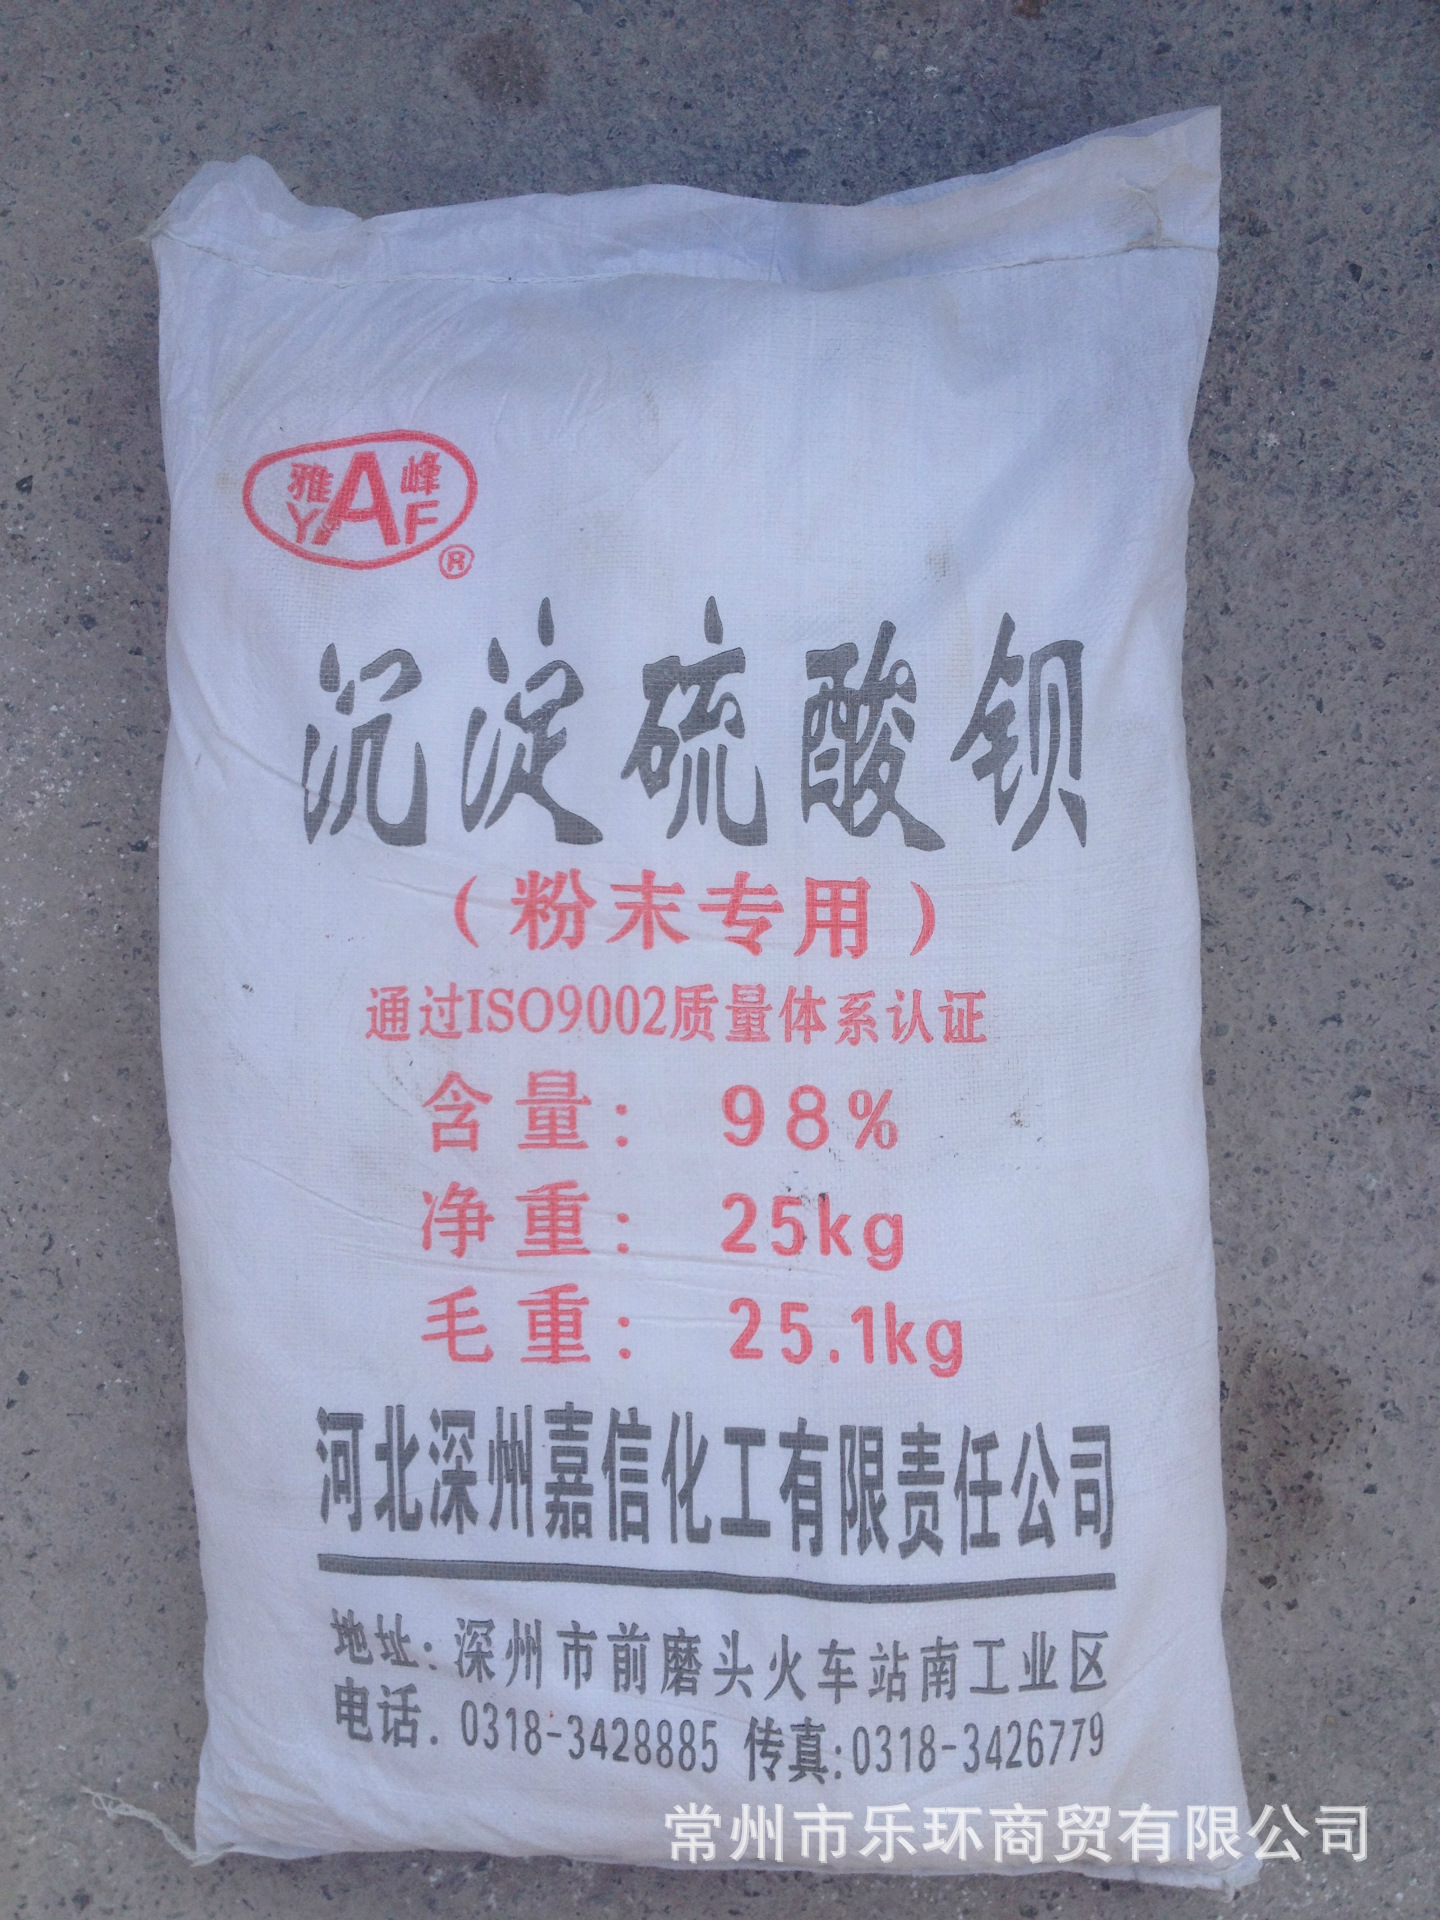 雅峰
YAF
®
沉淀硫酸钡
(粉末专用)
通过ISO9002质量体系认证
含量: 98%
净重: 25kg
毛重: 25.1kg
河北深州嘉信化工有限责任公司
地址:深州市前磨头火车站南工业区
电话.0318-3428885 传真:0318-3426779
常州市乐环商贸有限公司